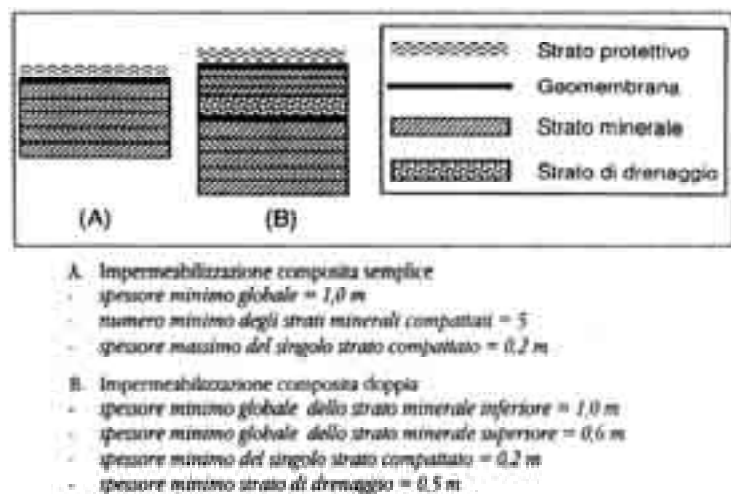 Strato protettivo
Geomembrana
Strato minerale
Strato di drenaggio
(A)
(B)
A. Impermeabilizzazione composita semplice
- spessore minimo globale = 1,0 m
- numero minimo degli strati minerali compattati = 5
- spessore massimo del singolo strato compattato = 0,2 m
B. Impermeabilizzazione composita doppia
- spessore minimo globale dello strato minerale inferiore = 1,0 m
- spessore minimo globale dello strato minerale superiore = 0,6 m
- spessore minimo del singolo strato compattato = 0,2 m
- spessore minimo strato di drenaggio = 0,5 m